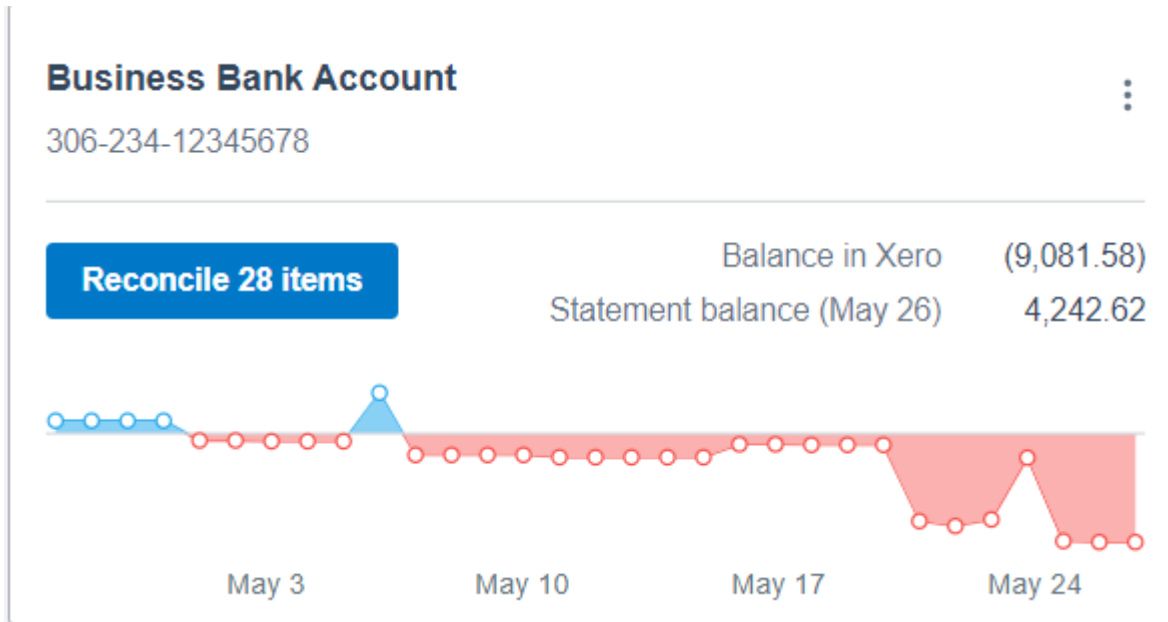 Business Bank Account
306-234-12345678
Reconcile 28 items
Balance in Xero (9,081.58)
Statement balance (May 26) 4,242.62
May 3 May 10 May 17 May 24